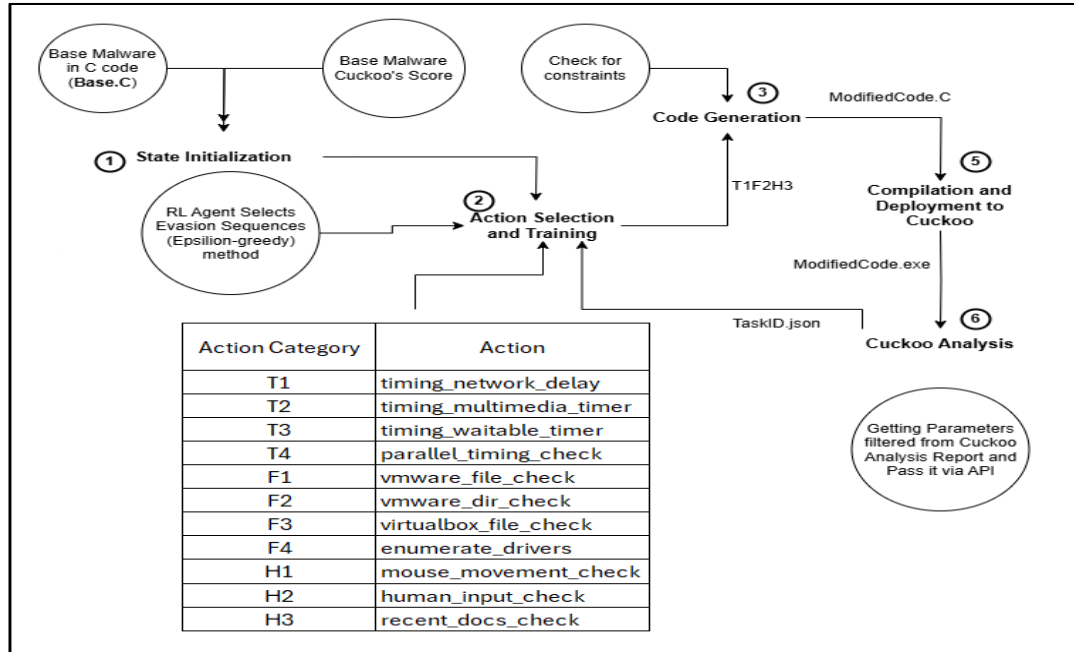 Base Malware
in C code
(Base.C)
Base Malware
Cuckoo's Score
Check for
constraints
3
Code Generation
ModifiedCode.C
1
State Initialization
5
Compilation and
Deployment to
Cuckoo
T1F2H3
2
Action Selection
and Training
RL Agent Selects
Evasion Sequences
(Epsilon-greedy)
method
ModifiedCode.exe
TaskID.json
6
Cuckoo Analysis
Getting Parameters
filtered from Cuckoo
Analysis Report and
Pass it via API
Action Category Action
T1 timing_network_delay
T2 timing_multimedia_timer
T3 timing_waitable_timer
T4 parallel_timing_check
F1 vmware_file_check
F2 vmware_dir_check
F3 virtualbox_file_check
F4 enumerate_drivers
H1 mouse_movement_check
H2 human_input_check
H3 recent_docs_check